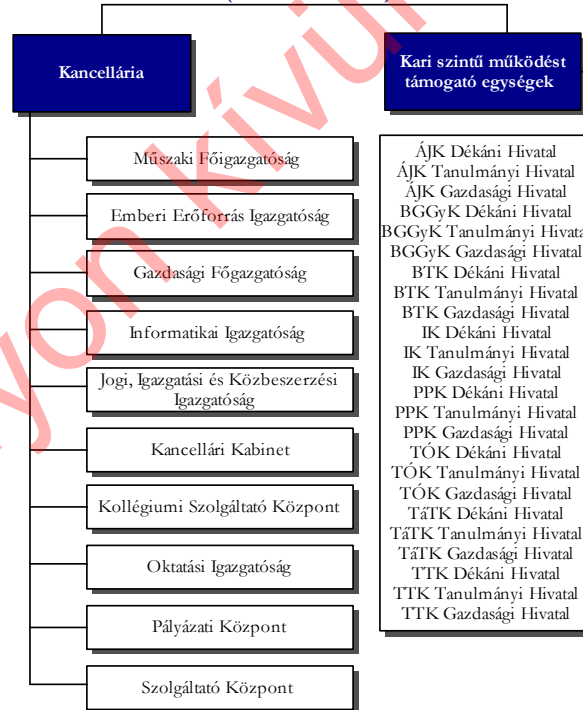 Kancellária
Műszaki Főigazgatóság
Emberi Erőforrás Igazgatóság
Gazdasági Főgazgatóság
Informatikai Igazgatóság
Jogi, Igazgatási és Közbeszerzési
Igazgatóság
Kancellári Kabinet
Kollégiumi Szolgáltató Központ
Oktatási Igazgatóság
Pályázati Központ
Szolgáltató Központ
Kari szintű működést
támogató egységek
ÁJK Dékáni Hivatal
ÁJK Tanulmányi Hivatal
ÁJK Gazdasági Hivatal
BGGyK Dékáni Hivatal
BGGyK Tanulmányi Hivata
BGGyK Gazdasági Hivatal
BTK Dékáni Hivatal
BTK Tanulmányi Hivatal
BTK Gazdasági Hivatal
IK Dékáni Hivatal
IK Tanulmányi Hivatal
IK Gazdasági Hivatal
PPK Dékáni Hivatal
PPK Tanulmányi Hivatal
PPK Gazdasági Hivatal
TÓK Dékáni Hivatal
TÓK Tanulmányi Hivatal
TÓK Gazdasági Hivatal
TáTK Dékáni Hivatal
TáTK Tanulmányi Hivatal
TáTK Gazdasági Hivatal
TTK Dékáni Hivatal
TTK Tanulmányi Hivatal
TTK Gazdasági Hivatal
yon kívül